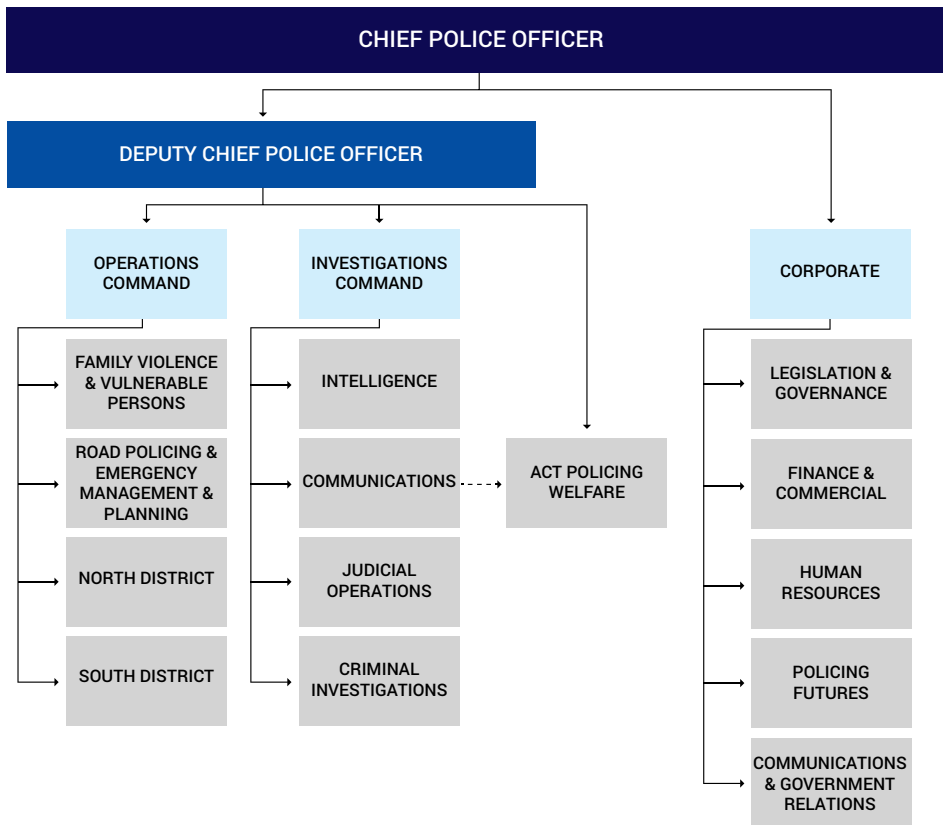 CHIEF POLICE OFFICER
DEPUTY CHIEF POLICE OFFICER
OPERATIONS
COMMAND
FAMILY VIOLENCE
& VULNERABLE
PERSONS
ROAD POLICING &
EMERGENCY
MANAGEMENT &
PLANNING
NORTH DISTRICT
SOUTH DISTRICT
INVESTIGATIONS
COMMAND
INTELLIGENCE
COMMUNICATIONS
JUDICIAL
OPERATIONS
CRIMINAL
INVESTIGATIONS
ACT POLICING
WELFARE
CORPORATE
LEGISLATION &
GOVERNANCE
FINANCE &
COMMERCIAL
HUMAN
RESOURCES
POLICING
FUTURES
COMMUNICATIONS
& GOVERNMENT
RELATIONS